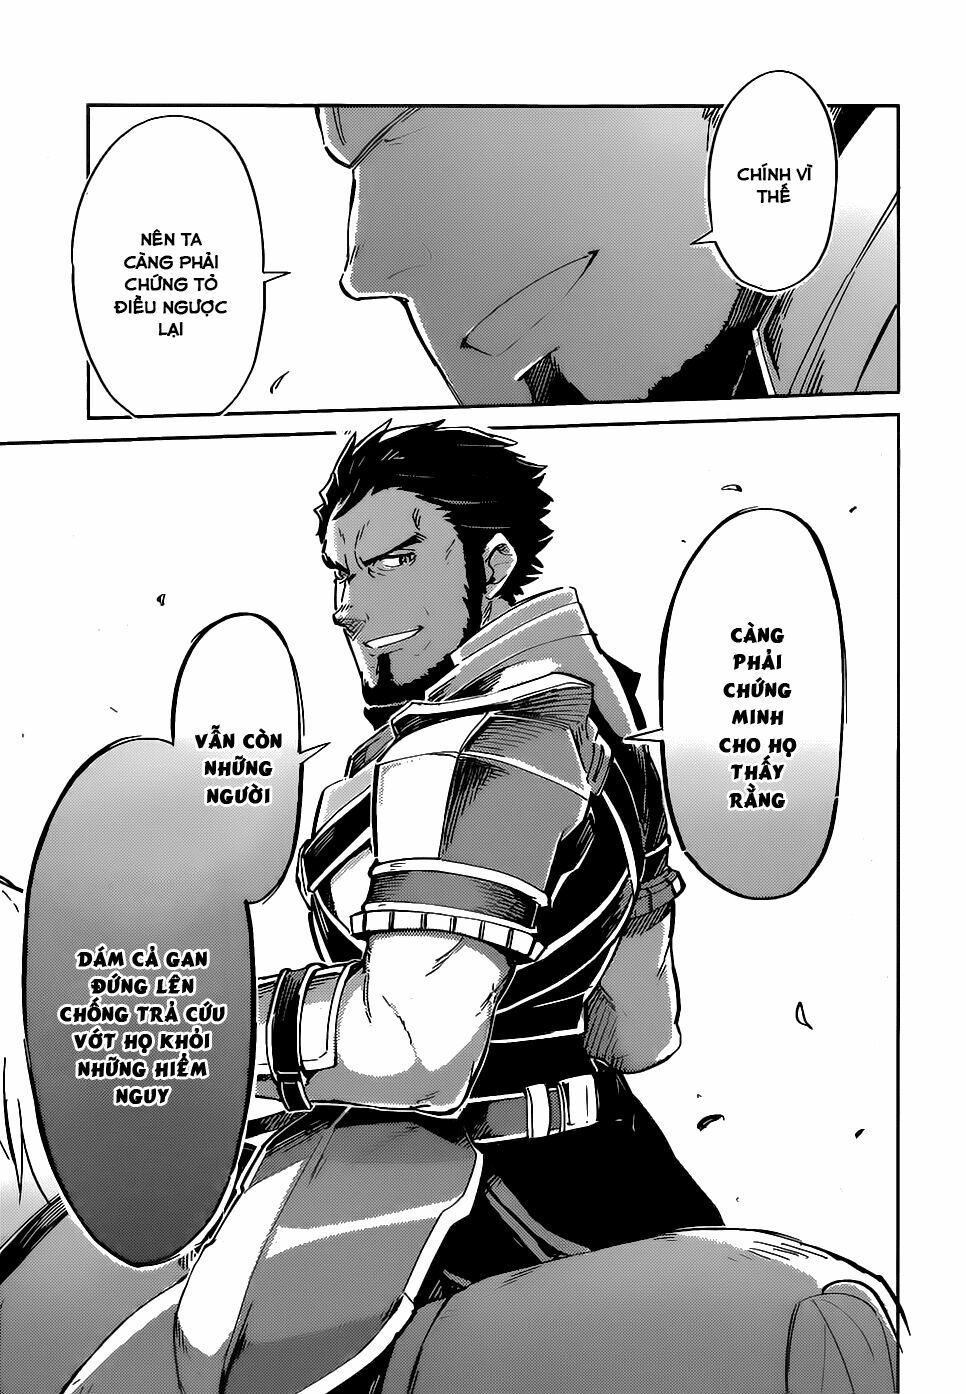 CHÍNH VÌ
THẾ
NÊN TA
CÀNG PHẢI
CHỨNG TỎ
ĐIỀU NGƯỢC
LẠI
CÀNG
PHẢI
CHỨNG
MINH
CHO HỌ
THẤY
RẰNG
VẪN CÒN
NHỮNG
NGƯỜI
DÁM CẢ GAN
ĐỨNG LÊN
CHỐNG TRẢ CỨU
VỚT HỌ KHỎI
NHỮNG HIỂM
NGUY